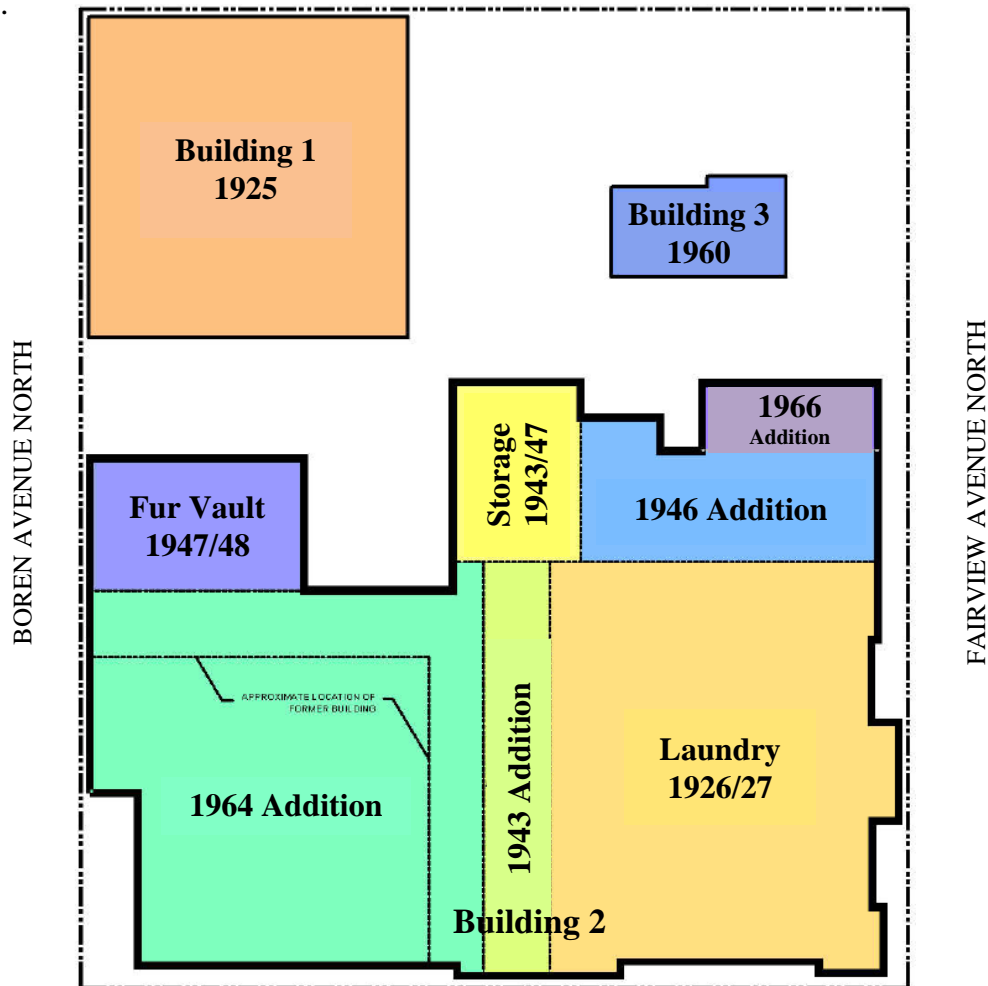 .
Building 1
1925
Building 3
1960
BOREN AVENUE NORTH
FAIRVIEW AVENUE NORTH
1966
Addition
Storage
1943/47
Fur Vault
1947/48
1946 Addition
APPROXIMATE LOCATION OF
FORMER BUILDING
1964 Addition
1943 Addition
Laundry
1926/27
Building 2